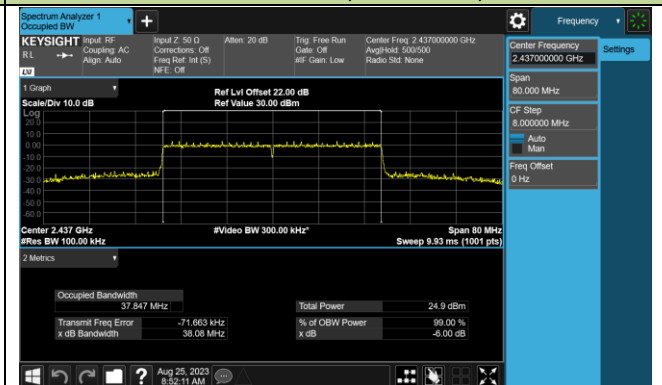 Spectrum Analyzer 1
Occupied BW
Frequency
KEYSIGHT
Input: RF
Coupling: AC
Align: Auto
Input Z: 50 Ω
Corrections: Off
Freq Ref: Int (S)
NFE: Off
Atten: 20 dB
Trig: Free Run
Gate: Off
#IF Gain: Low
Center Freq: 2.437000000 GHz
Avg|Hold: 500/500
Radio Std: None
RL
LXI
Center Frequency
2.437000000 GHz
Settings
Span
80.000 MHz
CF Step
8.000000 MHz
Auto
Man
Freq Offset
0 Hz
1 Graph
Scale/Div 10.0 dB
Ref Lvl Offset 22.00 dB
Ref Value 30.00 dBm
Log
20.0
10.0
0.00
-10.0
-20.0
-30.0
-40.0
-50.0
-60.0
Center 2.437 GHz
#Res BW 100.00 kHz
#Video BW 300.00 kHz*
Span 80 MHz
Sweep 9.93 ms (1001 pts)
2 Metrics
Occupied Bandwidth
37.847 MHz
Total Power 24.9 dBm
Transmit Freq Error -71.663 kHz
% of OBW Power 99.00 %
x dB Bandwidth 38.08 MHz
x dB -6.00 dB
?
Aug 25, 2023
8:52:11 AM